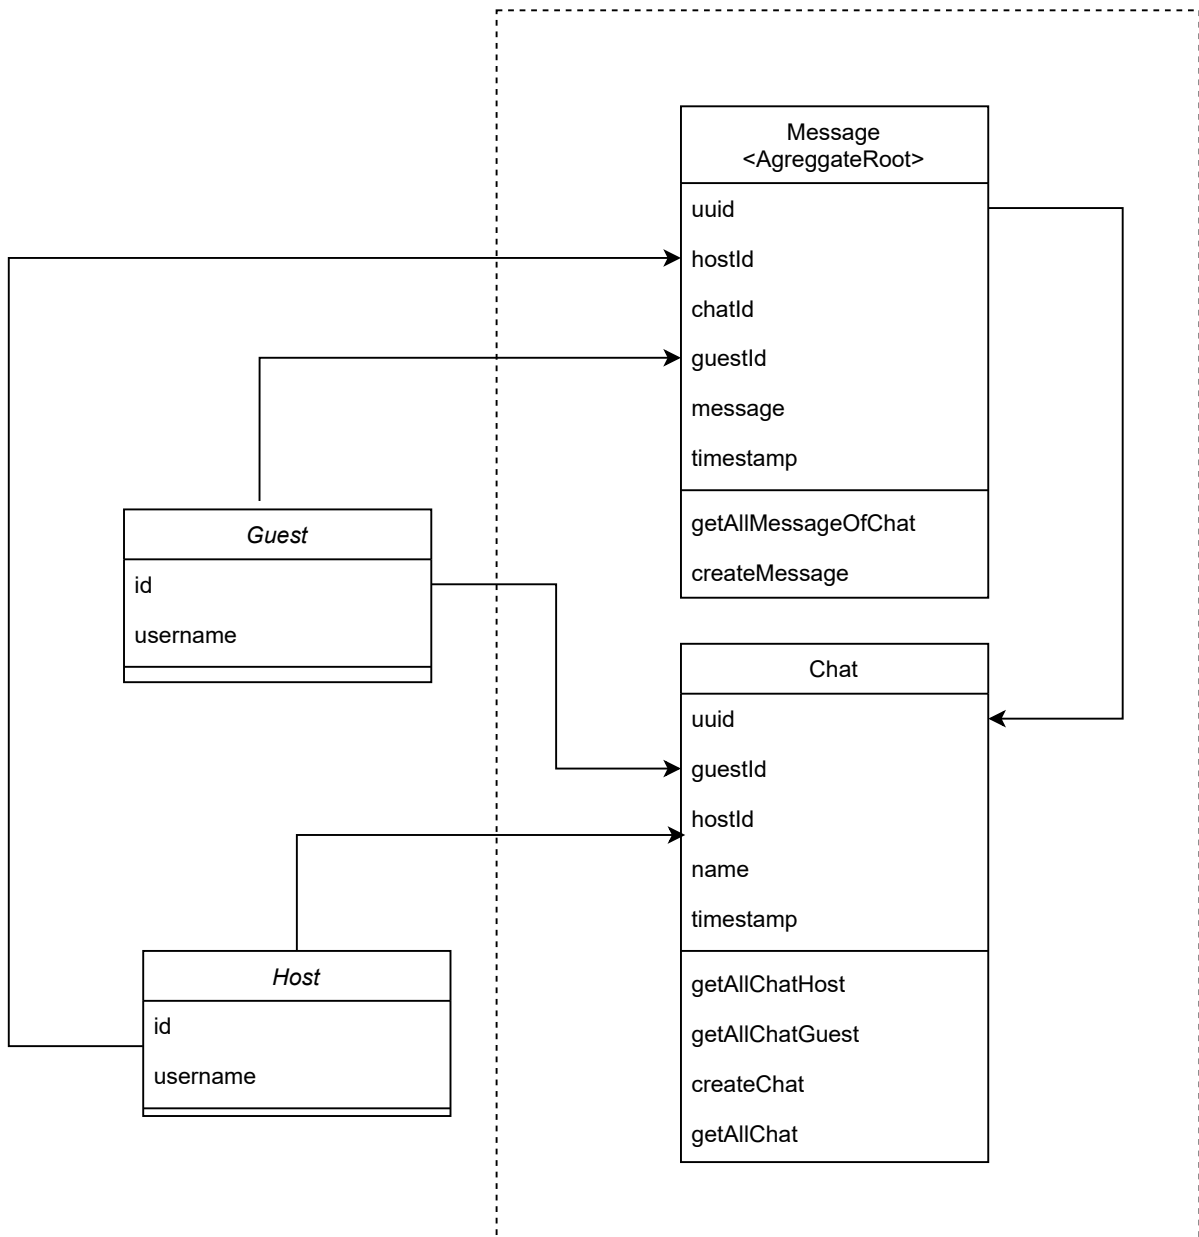 Message
<AgreggateRoot>
uuid
hostId
chatId
guestId
message
timestamp
getAllMessageOfChat
createMessage
Guest
id
username
Chat
uuid
guestId
hostId
name
timestamp
getAllChatHost
getAllChatGuest
createChat
getAllChat
Host
id
username